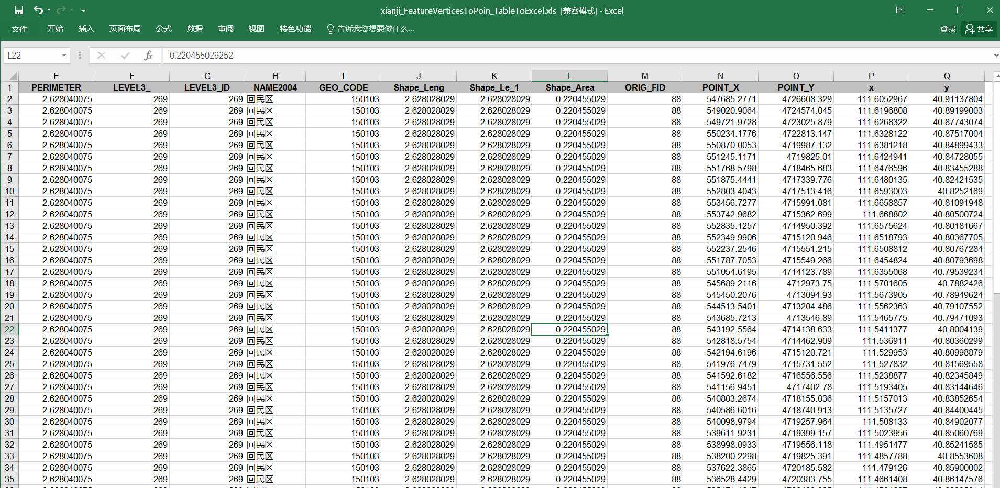 xianji_FeatureVerticesToPoin_TableToExcel.xls [兼容模式] - Excel
文件 开始 插入 页面布局 公式 数据 审阅 视图 特色功能 告诉我您想要做什么... 登录 共享
L22 fx 0.220455029252
E F G H I J K L M N O P Q
1 PERIMETER LEVEL3_ LEVEL3_ID NAME2004 GEO_CODE Shape_Leng Shape_Le_1 Shape_Area ORIG_FID POINT_X POINT_Y x y
2 2.628040075 269 269 回民区 150103 2.628028029 2.628028029 0.220455029 88 547685.2771 4726608.329 111.6052967 40.91137804
3 2.628040075 269 269 回民区 150103 2.628028029 2.628028029 0.220455029 88 549020.9064 4724574.045 111.6196808 40.89199003
4 2.628040075 269 269 回民区 150103 2.628028029 2.628028029 0.220455029 88 549721.9728 4723025.879 111.6268322 40.87743074
5 2.628040075 269 269 回民区 150103 2.628028029 2.628028029 0.220455029 88 550234.1776 4722813.147 111.6328122 40.87517004
6 2.628040075 269 269 回民区 150103 2.628028029 2.628028029 0.220455029 88 550870.0053 4719987.132 111.6381218 40.84899433
7 2.628040075 269 269 回民区 150103 2.628028029 2.628028029 0.220455029 88 551245.1171 4719825.01 111.6424941 40.84728055
8 2.628040075 269 269 回民区 150103 2.628028029 2.628028029 0.220455029 88 551768.5798 4718465.683 111.6476596 40.83455288
9 2.628040075 269 269 回民区 150103 2.628028029 2.628028029 0.220455029 88 551875.4441 4717339.776 111.6480135 40.82421535
10 2.628040075 269 269 回民区 150103 2.628028029 2.628028029 0.220455029 88 552803.4043 4717513.416 111.6593003 40.8252169
11 2.628040075 269 269 回民区 150103 2.628028029 2.628028029 0.220455029 88 553456.7277 4715991.081 111.6658857 40.81091948
12 2.628040075 269 269 回民区 150103 2.628028029 2.628028029 0.220455029 88 553742.9682 4715362.699 111.668802 40.80500724
13 2.628040075 269 269 回民区 150103 2.628028029 2.628028029 0.220455029 88 552835.1257 4714950.392 111.6575624 40.80181667
14 2.628040075 269 269 回民区 150103 2.628028029 2.628028029 0.220455029 88 552349.9906 4715120.946 111.6518793 40.80367705
15 2.628040075 269 269 回民区 150103 2.628028029 2.628028029 0.220455029 88 552237.2546 4715551.215 111.6508812 40.80767284
16 2.628040075 269 269 回民区 150103 2.628028029 2.628028029 0.220455029 88 551787.7053 4715549.266 111.6454824 40.80793698
17 2.628040075 269 269 回民区 150103 2.628028029 2.628028029 0.220455029 88 551054.6195 4714123.789 111.6355068 40.79539234
18 2.628040075 269 269 回民区 150103 2.628028029 2.628028029 0.220455029 88 545689.2116 4712973.75 111.5701605 40.7882426
19 2.628040075 269 269 回民区 150103 2.628028029 2.628028029 0.220455029 88 545450.2076 4713094.93 111.5673905 40.78949624
20 2.628040075 269 269 回民区 150103 2.628028029 2.628028029 0.220455029 88 544513.5401 4713204.486 111.5562363 40.79107552
21 2.628040075 269 269 回民区 150103 2.628028029 2.628028029 0.220455029 88 543685.7213 4713546.89 111.5465775 40.79471093
22 2.628040075 269 269 回民区 150103 2.628028029 2.628028029 0.220455029 88 543192.5564 4714138.633 111.5411377 40.8004139
23 2.628040075 269 269 回民区 150103 2.628028029 2.628028029 0.220455029 88 542818.5754 4714462.909 111.536911 40.80360299
24 2.628040075 269 269 回民区 150103 2.628028029 2.628028029 0.220455029 88 542194.6196 4715120.721 111.529953 40.80998879
25 2.628040075 269 269 回民区 150103 2.628028029 2.628028029 0.220455029 88 541976.7479 4715731.552 111.527832 40.81569558
26 2.628040075 269 269 回民区 150103 2.628028029 2.628028029 0.220455029 88 541592.6182 4716556.556 111.5238877 40.82345849
27 2.628040075 269 269 回民区 150103 2.628028029 2.628028029 0.220455029 88 541156.9451 4717402.78 111.5193405 40.83144646
28 2.628040075 269 269 回民区 150103 2.628028029 2.628028029 0.220455029 88 540803.2674 4718155.036 111.5157013 40.83852654
29 2.628040075 269 269 回民区 150103 2.628028029 2.628028029 0.220455029 88 540586.6016 4718740.913 111.5135727 40.84400445
30 2.628040075 269 269 回民区 150103 2.628028029 2.628028029 0.220455029 88 540098.9794 4719257.964 111.508133 40.84902077
31 2.628040075 269 269 回民区 150103 2.628028029 2.628028029 0.220455029 88 539611.9231 4719399.157 111.5023956 40.85060769
32 2.628040075 269 269 回民区 150103 2.628028029 2.628028029 0.220455029 88 538998.0933 4719556.118 111.4951477 40.85241585
33 2.628040075 269 269 回民区 150103 2.628028029 2.628028029 0.220455029 88 538200.2298 4719825.391 111.4857788 40.8553608
34 2.628040075 269 269 回民区 150103 2.628028029 2.628028029 0.220455029 88 537622.3865 4720185.582 111.479126 40.85900002
35 2.628040075 269 269 回民区 150103 2.628028029 2.628028029 0.220455029 88 536528.4429 4720383.755 111.4661408 40.86147576